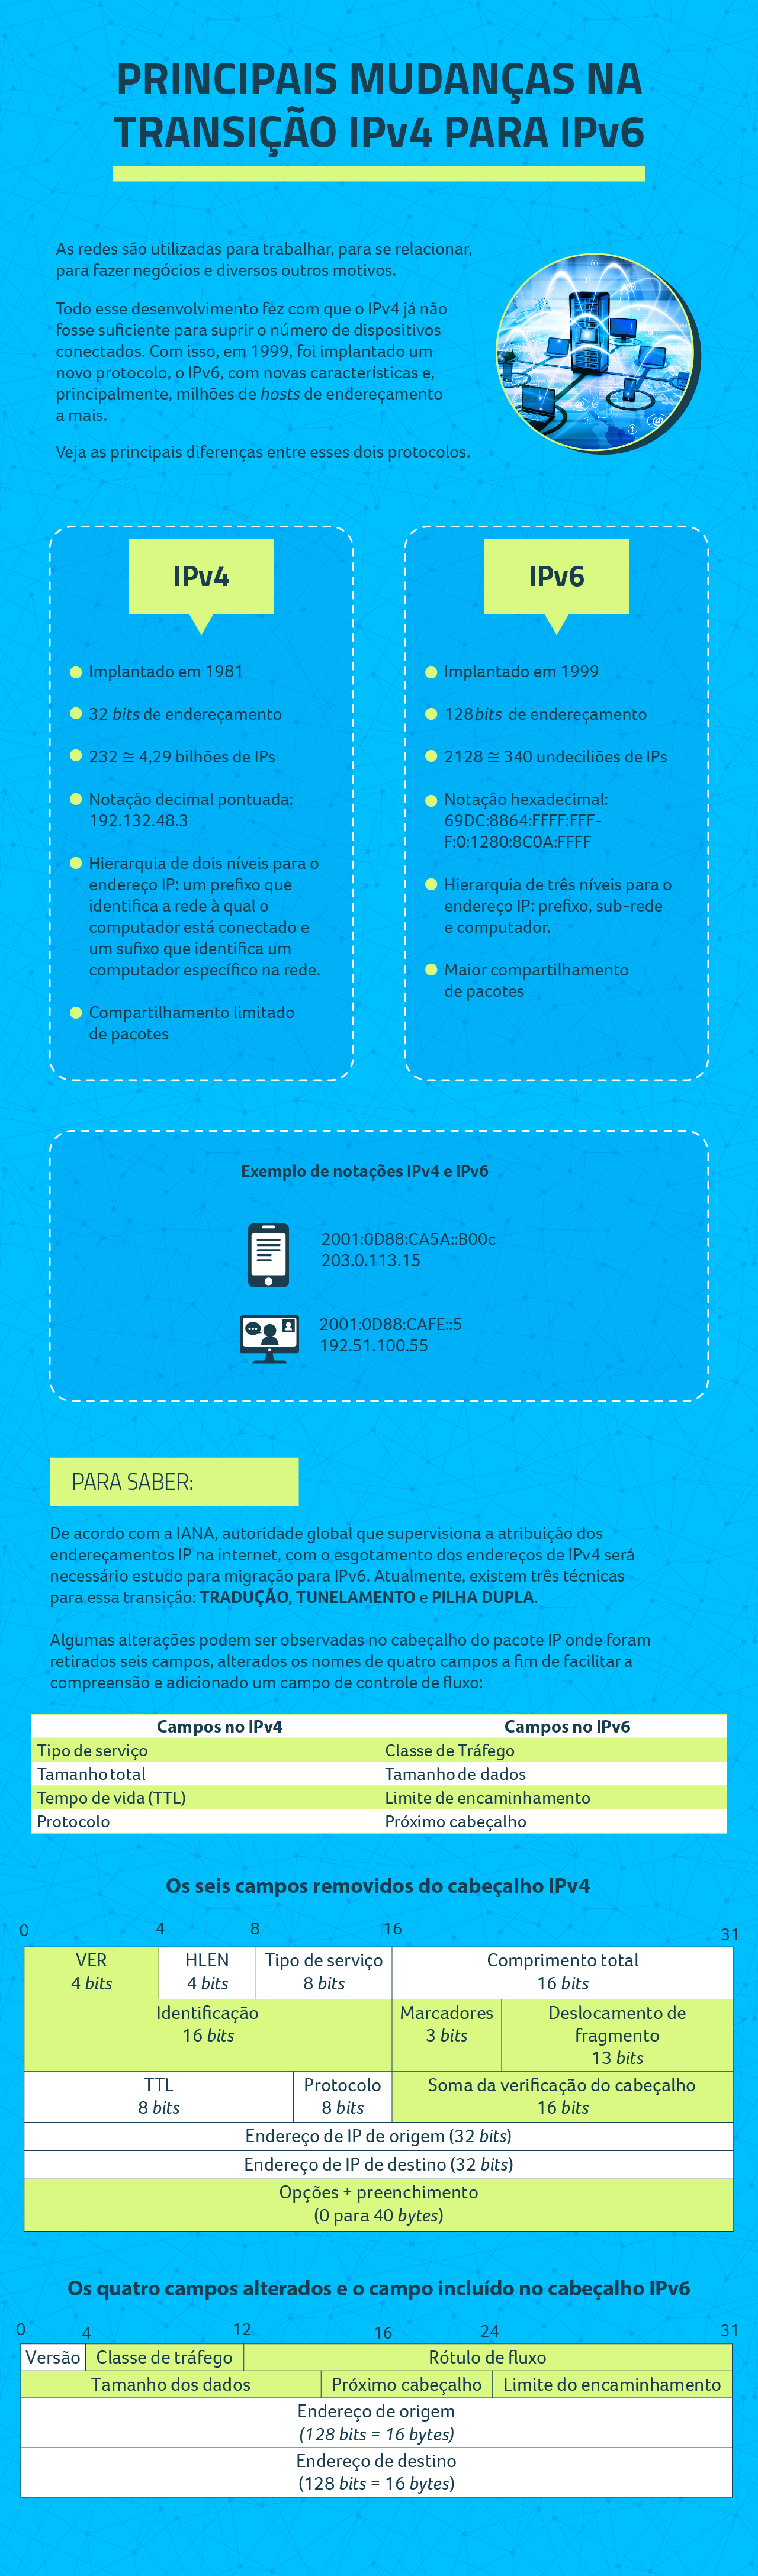 PRINCIPAIS MUDANÇAS NA
TRANSIÇÃO IPv4 PARA IPv6
As redes são utilizadas para trabalhar, para se relacionar,
para fazer negócios e diversos outros motivos.
Todo esse desenvolvimento fez com que o IPv4 já não
fosse suficiente para suprir o número de dispositivos
conectados. Com isso, em 1999, foi implantado um
novo protocolo, o IPv6, com novas características e,
principalmente, milhões de hosts de endereçamento
a mais.
Veja as principais diferenças entre esses dois protocolos.
IPv4
Implantado em 1981
32 bits de endereçamento
232 ≅ 4,29 bilhões de IPs
Notação decimal pontuada:
192.132.48.3
Hierarquia de dois níveis para o
endereço IP: um prefixo que
identifica a rede à qual o
computador está conectado e
um sufixo que identifica um
computador específico na rede.
Compartilhamento limitado
de pacotes
IPv6
Implantado em 1999
128 bits de endereçamento
2128 ≅ 340 undeciliões de IPs
Notação hexadecimal:
69DC:8864:FFFF:FFF-
F:0:1280:8C0A:FFFF
Hierarquia de três níveis para o
endereço IP: prefixo, sub-rede
e computador.
Maior compartilhamento
de pacotes
Exemplo de notações IPv4 e IPv6
2001:0D88:CA5A::B00c
203.0.113.15
2001:0D88:CAFE::5
192.51.100.55
PARA SABER:
De acordo com a IANA, autoridade global que supervisiona a atribuição dos
endereçamentos IP na internet, com o esgotamento dos endereços de IPv4 será
necessário estudo para migração para IPv6. Atualmente, existem três técnicas
para essa transição: TRADUÇÃO, TUNELAMENTO e PILHA DUPLA.
Algumas alterações podem ser observadas no cabeçalho do pacote IP onde foram
retirados seis campos, alterados os nomes de quatro campos a fim de facilitar a
compreensão e adicionado um campo de controle de fluxo:
Campos no IPv4 Campos no IPv6
Tipo de serviço Classe de Tráfego
Tamanho total Tamanho de dados
Tempo de vida (TTL) Limite de encaminhamento
Protocolo Próximo cabeçalho
Os seis campos removidos do cabeçalho IPv4
0 4 8 16 31
VER HLEN Tipo de serviço Comprimento total
4 bits 4 bits 8 bits 16 bits
Identificação Marcadores Deslocamento de
16 bits 3 bits fragmento
13 bits
TTL Protocolo Soma da verificação do cabeçalho
8 bits 8 bits 16 bits
Endereço de IP de origem (32 bits)
Endereço de IP de destino (32 bits)
Opções + preenchimento
(0 para 40 bytes)
Os quatro campos alterados e o campo incluído no cabeçalho IPv6
0 4 12 16 24 31
Versão Classe de tráfego Rótulo de fluxo
Tamanho dos dados Próximo cabeçalho Limite do encaminhamento
Endereço de origem
(128 bits = 16 bytes)
Endereço de destino
(128 bits = 16 bytes)